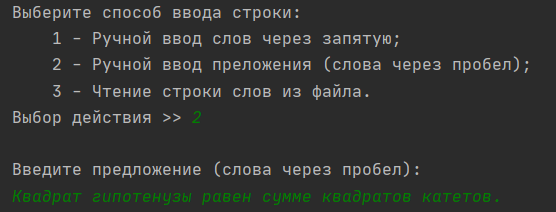 Выберите способ ввода строки:
1 - Ручной ввод слов через запятую;
2 - Ручной ввод преложения (слова через пробел);
3 - Чтение строки слов из файла.
Выбор действия >> 2
Введите предложение (слова через пробел):
Квадрат гипотенузы равен сумме квадратов катетов.